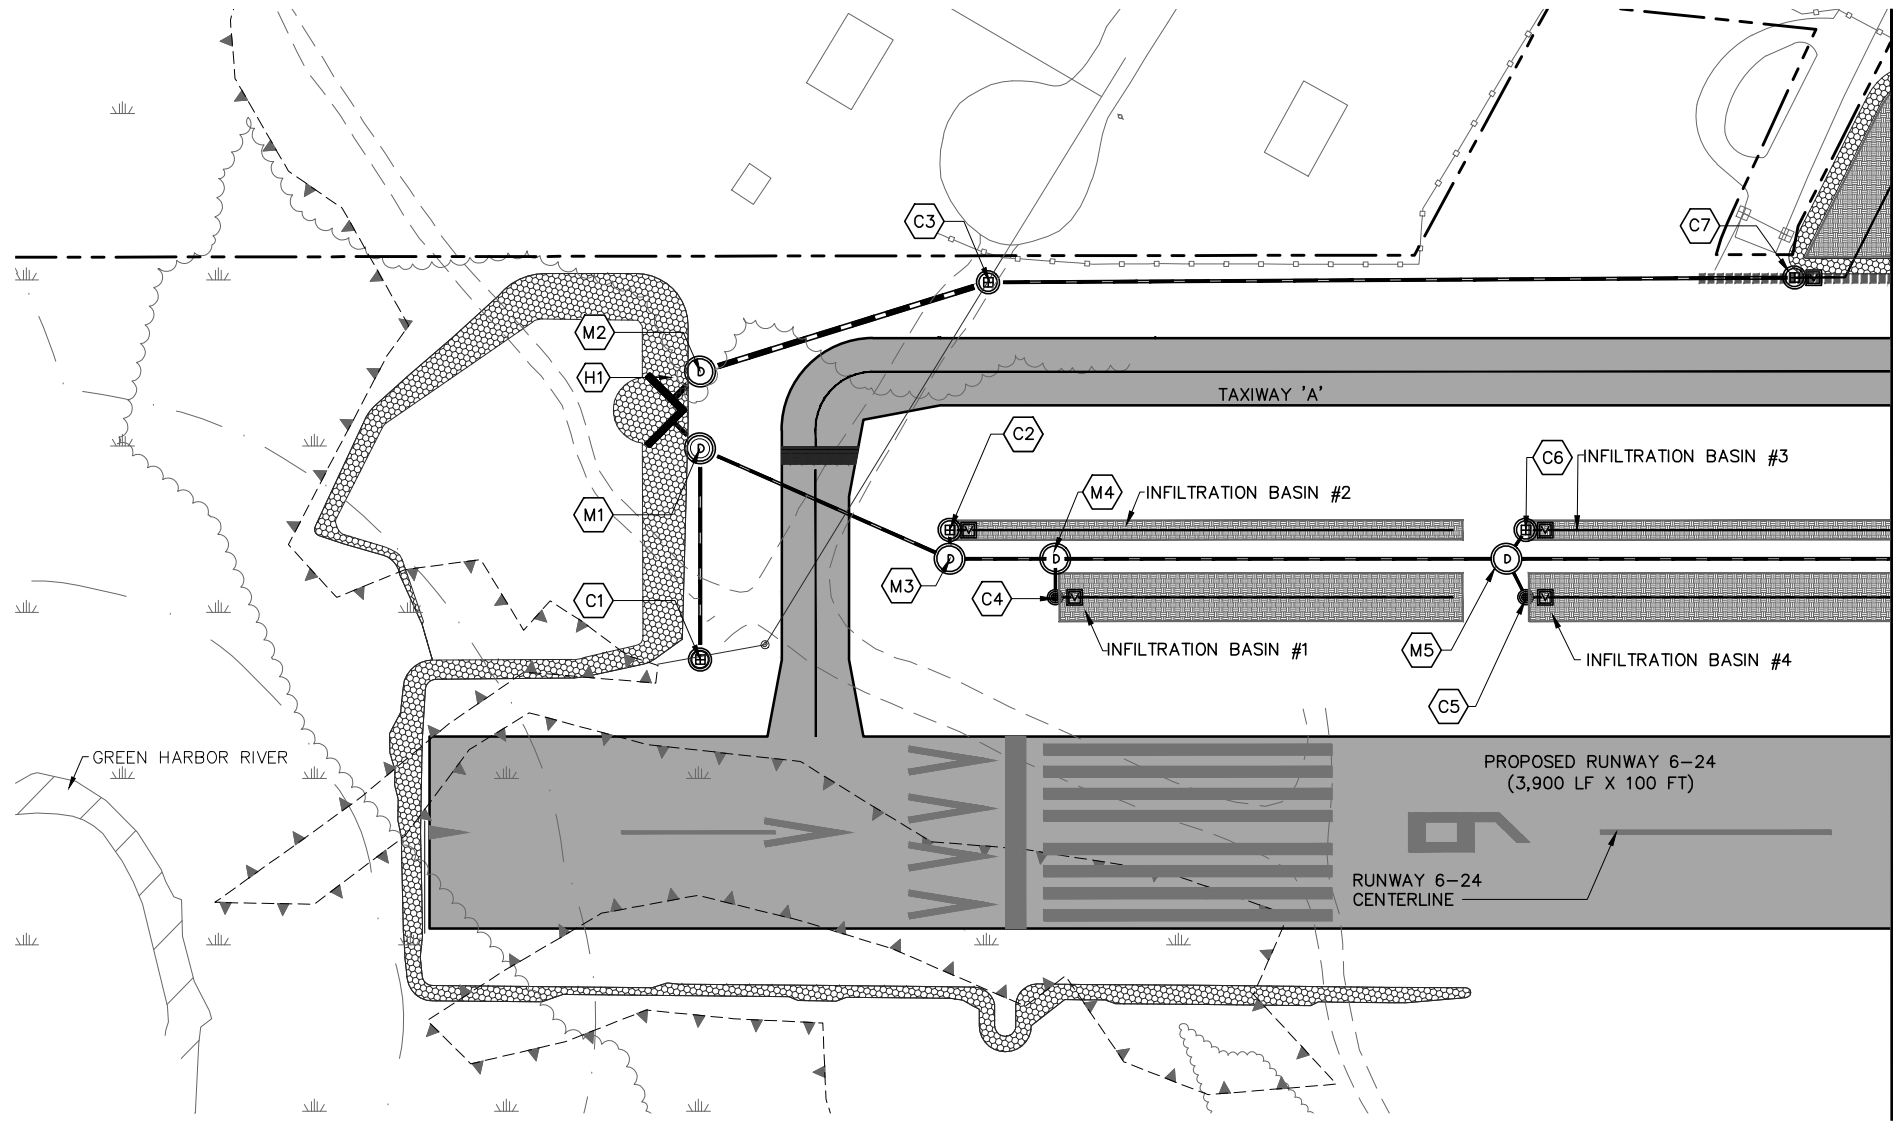 C3
C7
M2
H1
TAXIWAY 'A'
C2
C6
INFILTRATION BASIN #3
M4
INFILTRATION BASIN #2
M1
D
D
D
D
D
M3
C4
C1
INFILTRATION BASIN #1
M5
INFILTRATION BASIN #4
C5
GREEN HARBOR RIVER
PROPOSED RUNWAY 6-24
(3,900 LF X 100 FT)
6
RUNWAY 6-24
CENTERLINE